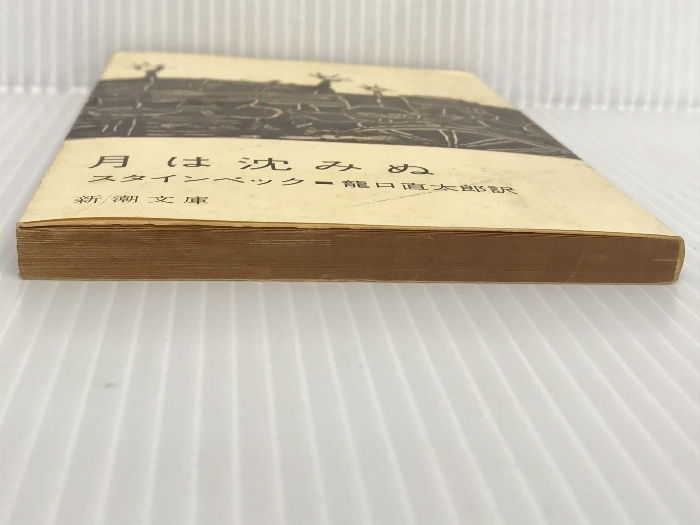 月は沈みぬ
スタインベック＝龍口直太郎訳
新潮文庫